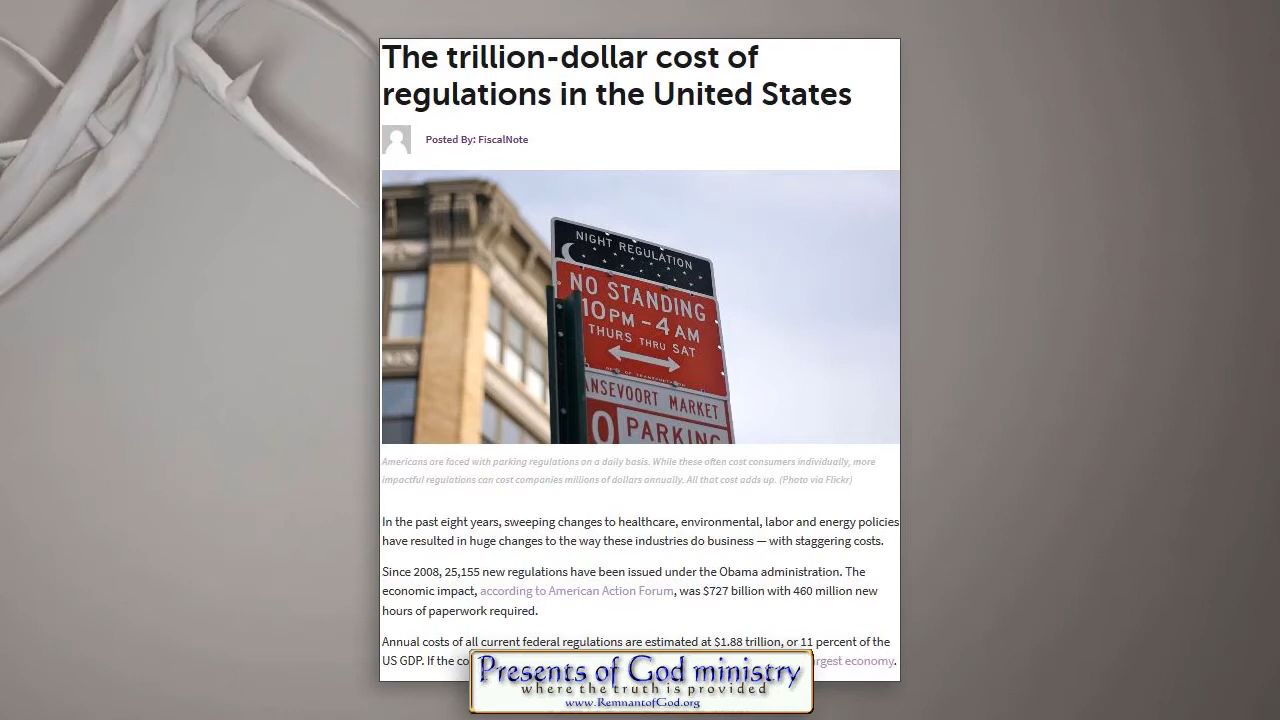 The trillion-dollar cost of
regulations in the United States
Posted By: FiscalNote
NIGHT REGULATION
NO STANDING
10PM - 4AM
THURS THRU SAT
ANSEVOORT MARKET
0 PARKING
Americans are faced with parking regulations on a daily basis. While these often cost consumers individually, more
impactful regulations can cost companies millions of dollars annually. All that cost adds up. (Photo via Flickr)
In the past eight years, sweeping changes to healthcare, environmental, labor and energy policies
have resulted in huge changes to the way these industries do business — with staggering costs.
Since 2008, 25,155 new regulations have been issued under the Obama administration. The
economic impact, according to American Action Forum, was $727 billion with 460 million new
hours of paperwork required.
Annual costs of all current federal regulations are estimated at $1.88 trillion, or 11 percent of the
US GDP. If the co argest economy.
Presents of God ministry
where the truth is provided
www.RemnantofGod.org